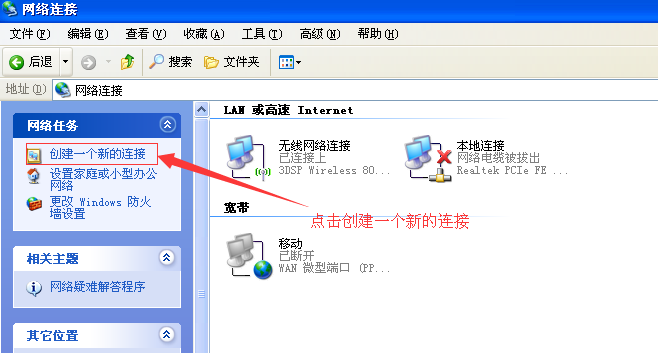 网络连接
文件(F) 编辑(E) 查看(V) 收藏(A) 工具(T) 高级(N) 帮助(H)
后退 搜索 文件夹
地址(D) 网络连接
网络任务
创建一个新的连接
设置家庭或小型办公
网络
更改 Windows 防火
墙设置
相关主题
网络疑难解答程序
其它位置
LAN 或高速 Internet
无线网络连接
已连接上
3DSP Wireless 80...
本地连接
网络电缆被拔出
Realtek PCIe FE ...
宽带
点击创建一个新的连接
移动
已断开
WAN 微型端口 (PP...